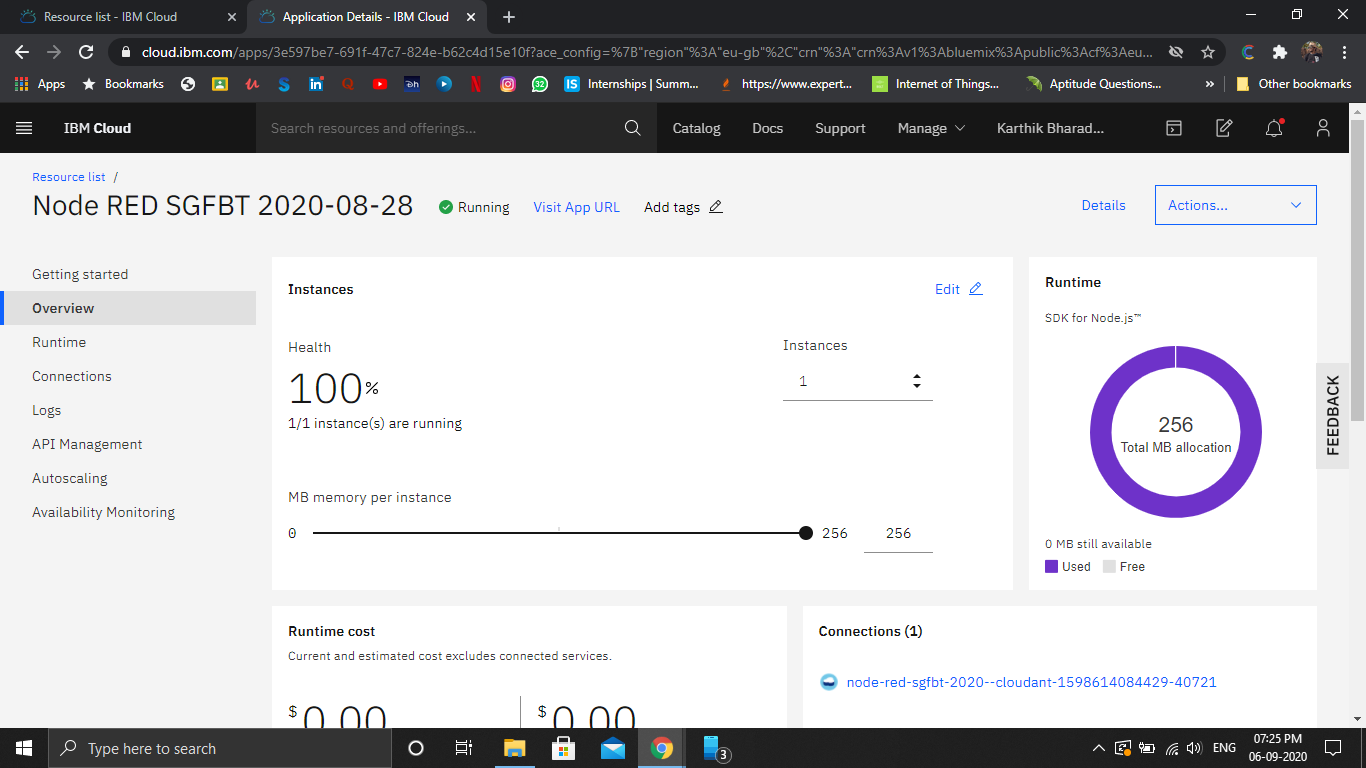 Resource list - IBM Cloud
Application Details - IBM Cloud
cloud.ibm.com/apps/3e597be7-691f-47c7-824e-b62c4d15e10f?ace_config=%7B"region"%3A"eu-gb"%2C"crn"%3A"crn%3Av1%3Abluemix%3Apublic%3Acf%3Aeu...
Apps
Bookmarks
Internships | Summ...
https://www.expert...
Internet of Things...
Aptitude Questions...
»
Other bookmarks
IBM Cloud
Search resources and offerings...
Catalog
Docs
Support
Manage
Karthik Bharad...
Resource list /
Node RED SGFBT 2020-08-28
Running
Visit App URL
Add tags
Details
Actions...
Getting started
Overview
Runtime
Connections
Logs
API Management
Autoscaling
Availability Monitoring
Instances
Edit
Health
100%
1/1 instance(s) are running
Instances
1
MB memory per instance
0
256
256
Runtime
SDK for Node.js™
256
Total MB allocation
0 MB still available
Used
Free
FEEDBACK
Runtime cost
Current and estimated cost excludes connected services.
$0.00
$0.00
Connections (1)
node-red-sgfbt-2020--cloudant-1598614084429-40721
Type here to search
3
ENG
07:25 PM
06-09-2020